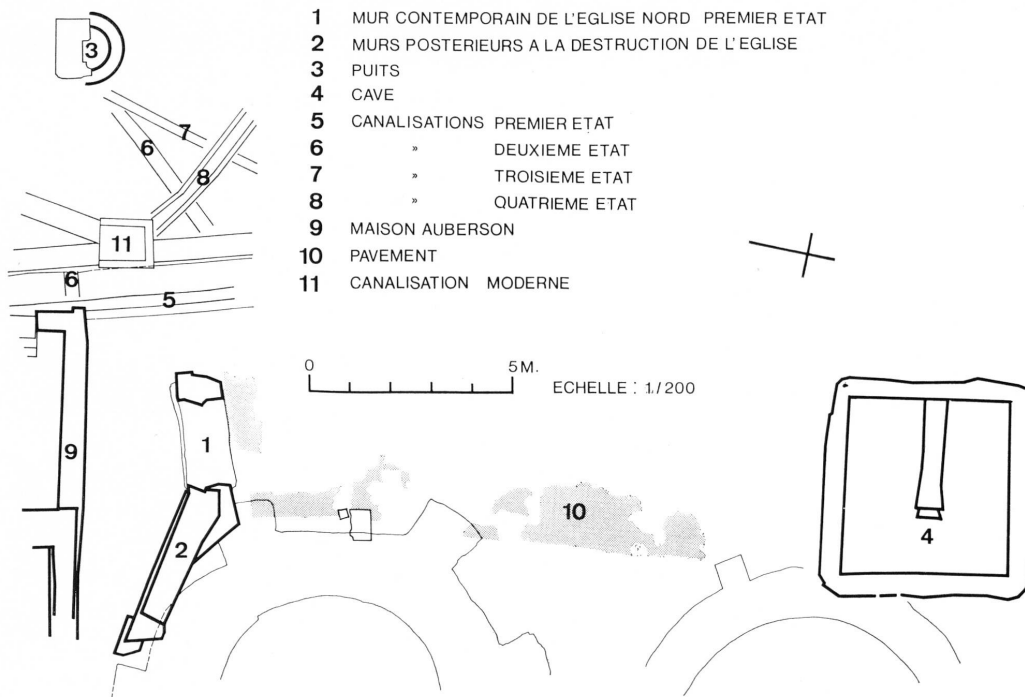 1 MUR CONTEMPORAIN DE L'EGLISE NORD PREMIER ETAT
2 MURS POSTERIEURS A LA DESTRUCTION DE L'EGLISE
3 PUITS
4 CAVE
5 CANALISATIONS PREMIER ETAT
6 » DEUXIEME ETAT
7 » TROISIEME ETAT
8 » QUATRIEME ETAT
9 MAISON AUBERSON
10 PAVEMENT
11 CANALISATION MODERNE
0 5 M.
ECHELLE : 1/200
3
7
6
8
11
6
5
1
9
10
2
4